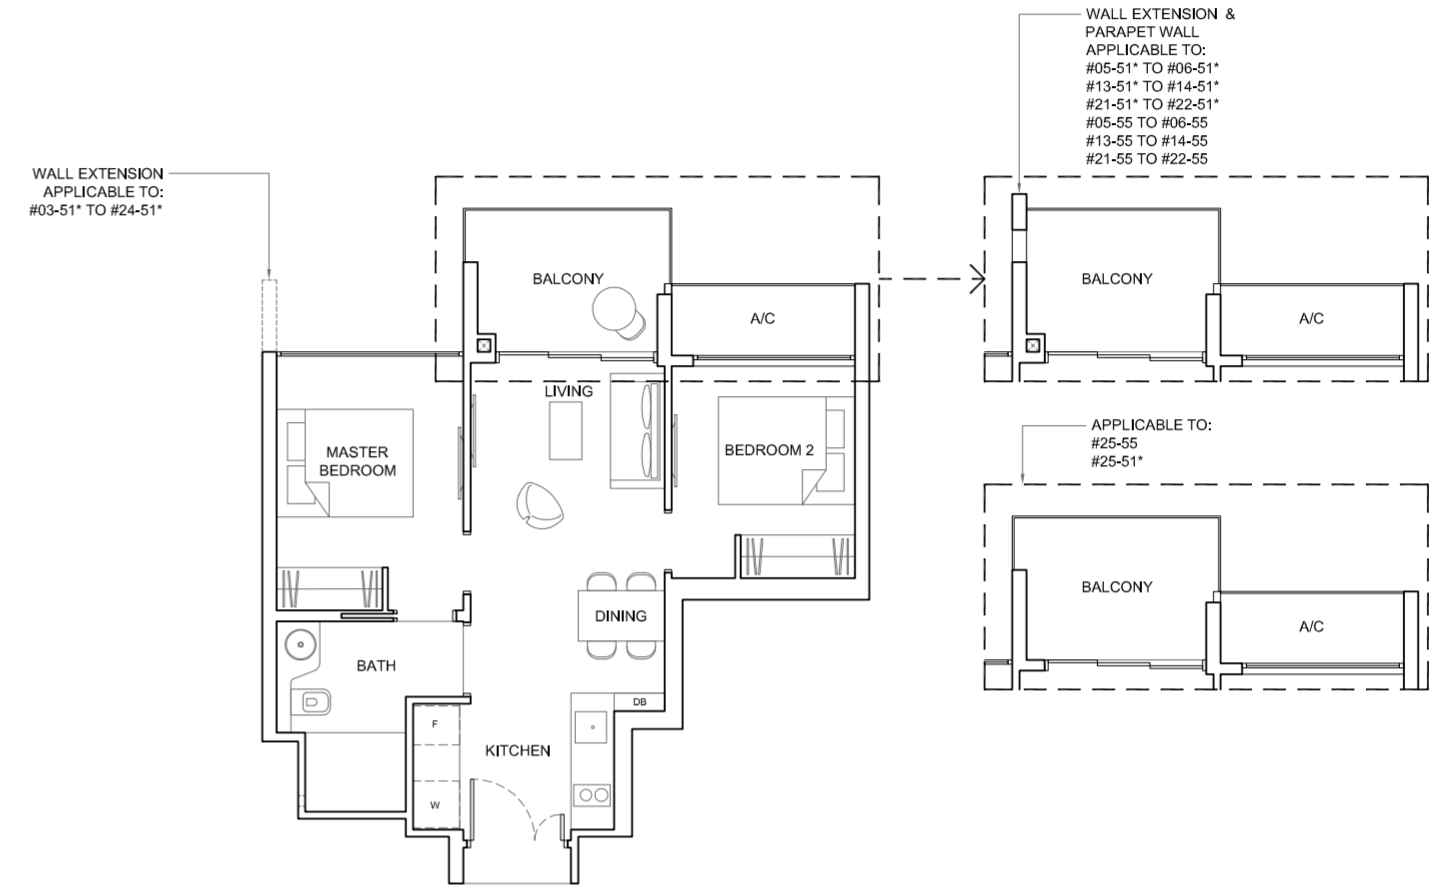 WALL EXTENSION &
PARAPET WALL
APPLICABLE TO:
#05-51* TO #06-51*
#13-51* TO #14-51*
#21-51* TO #22-51*
#05-55 TO #06-55
#13-55 TO #14-55
#21-55 TO #22-55
WALL EXTENSION
APPLICABLE TO:
#03-51* TO #24-51*
BALCONY
A/C
BALCONY
A/C
LIVING
MASTER
BEDROOM
BEDROOM 2
APPLICABLE TO:
#25-55
#25-51*
BALCONY
A/C
DINING
BATH
DB
F
KITCHEN
W